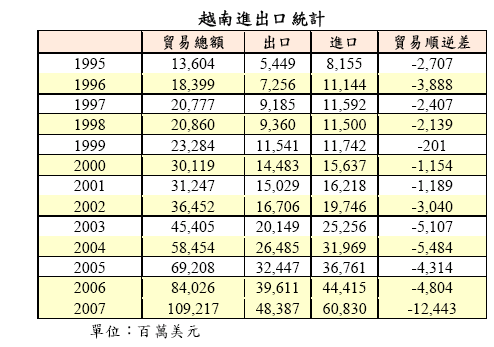 越南進出口統計
貿易總額 出口 進口 貿易順逆差
1995 13,604 5,449 8,155 -2,707
1996 18,399 7,256 11,144 -3,888
1997 20,777 9,185 11,592 -2,407
1998 20,860 9,360 11,500 -2,139
1999 23,284 11,541 11,742 -201
2000 30,119 14,483 15,637 -1,154
2001 31,247 15,029 16,218 -1,189
2002 36,452 16,706 19,746 -3,040
2003 45,405 20,149 25,256 -5,107
2004 58,454 26,485 31,969 -5,484
2005 69,208 32,447 36,761 -4,314
2006 84,026 39,611 44,415 -4,804
2007 109,217 48,387 60,830 -12,443
單位：百萬美元